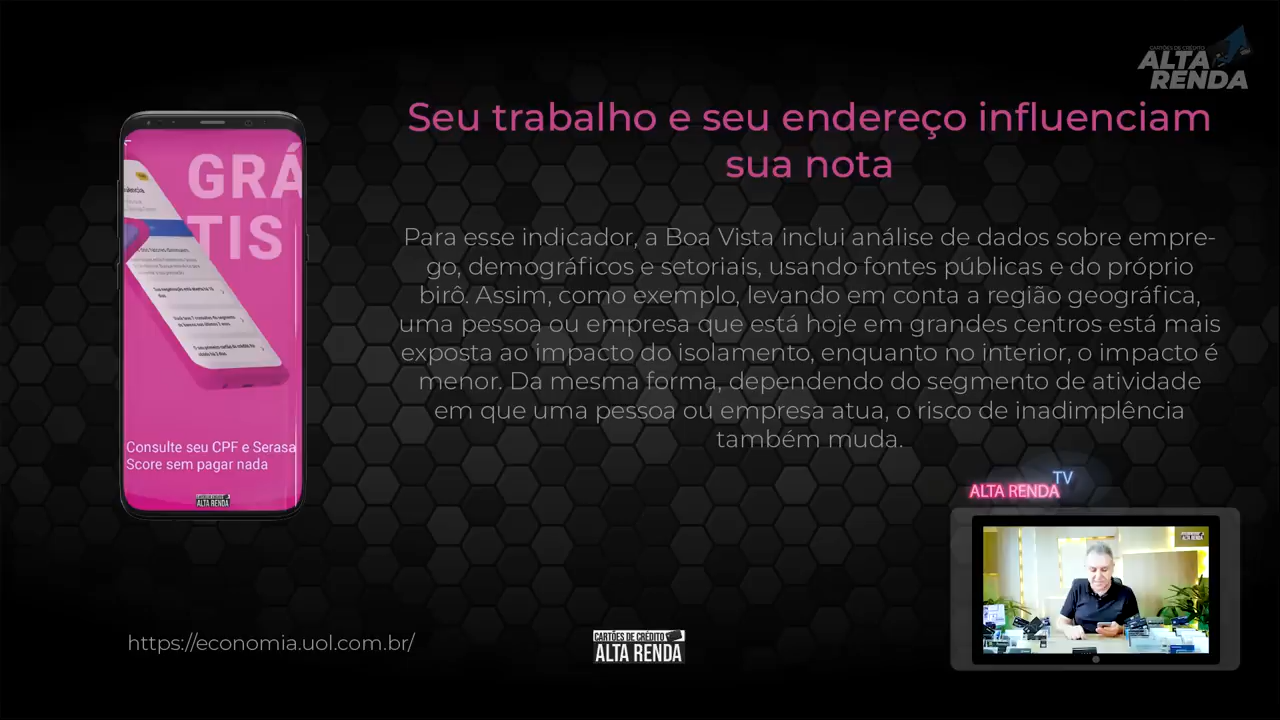 CARTÕES DE CRÉDITO
ALTA
RENDA
Seu trabalho e seu endereço influenciam
sua nota
GRÁ
TIS
Consulte seu CPF e Serasa
Score sem pagar nada
ALTA RENDA
Para esse indicador, a Boa Vista inclui análise de dados sobre empre-
go, demográficos e setoriais, usando fontes públicas e do próprio
birô. Assim, como exemplo, levando em conta a região geográfica,
uma pessoa ou empresa que está hoje em grandes centros está mais
exposta ao impacto do isolamento, enquanto no interior, o impacto é
menor. Da mesma forma, dependendo do segmento de atividade
em que uma pessoa ou empresa atua, o risco de inadimplência
também muda.
ALTA RENDA TV
ALTA RENDA
https://economia.uol.com.br/
CARTÕES DE CRÉDITO
ALTA RENDA